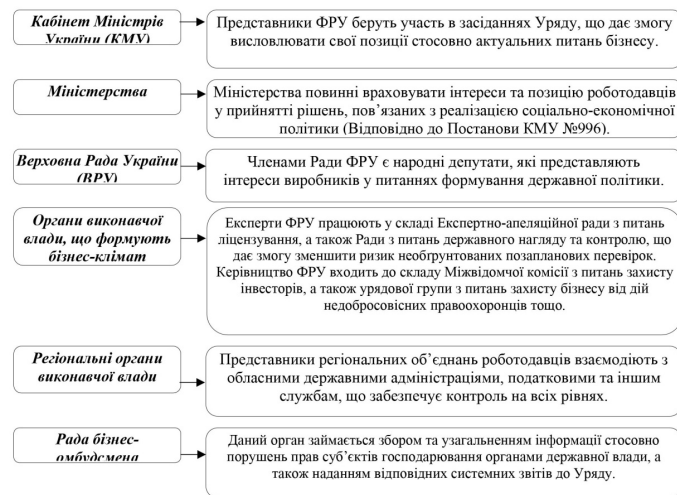 Кабінет Міністрів
України (КМУ)
Представники ФРУ беруть участь в засіданнях Уряду, що дає змогу
висловлювати свої позиції стосовно актуальних питань бізнесу.
Міністерства
Міністерства повинні враховувати інтереси та позицію роботодавців
у прийнятті рішень, пов’язаних з реалізацією соціально-економічної
політики (Відповідно до Постанови КМУ №996).
Верховна Рада України
(ВРУ)
Членами Ради ФРУ є народні депутати, які представляють
інтереси виробників у питаннях формування державної політики.
Органи виконавчої
влади, що формують
бізнес-клімат
Експерти ФРУ працюють у складі Експертно-апеляційної ради з питань
ліцензування, а також Ради з питань державного нагляду та контролю, що
дає змогу зменшити ризик необґрунтованих позапланових перевірок.
Керівництво ФРУ входить до складу Міжвідомчої комісії з питань захисту
інвесторів, а також урядової групи з питань захисту бізнесу від дій
недобросовісних правоохоронців тощо.
Регіональні органи
виконавчої влади
Представники регіональних об’єднань роботодавців взаємодіють з
обласними державними адміністраціями, податковими та іншим
службам, що забезпечує контроль на всіх рівнях.
Рада бізнес-
омбудсмена
Даний орган займається збором та узагальненням інформації стосовно
порушень прав суб’єктів господарювання органами державної влади, а
також наданням відповідних системних звітів до Уряду.